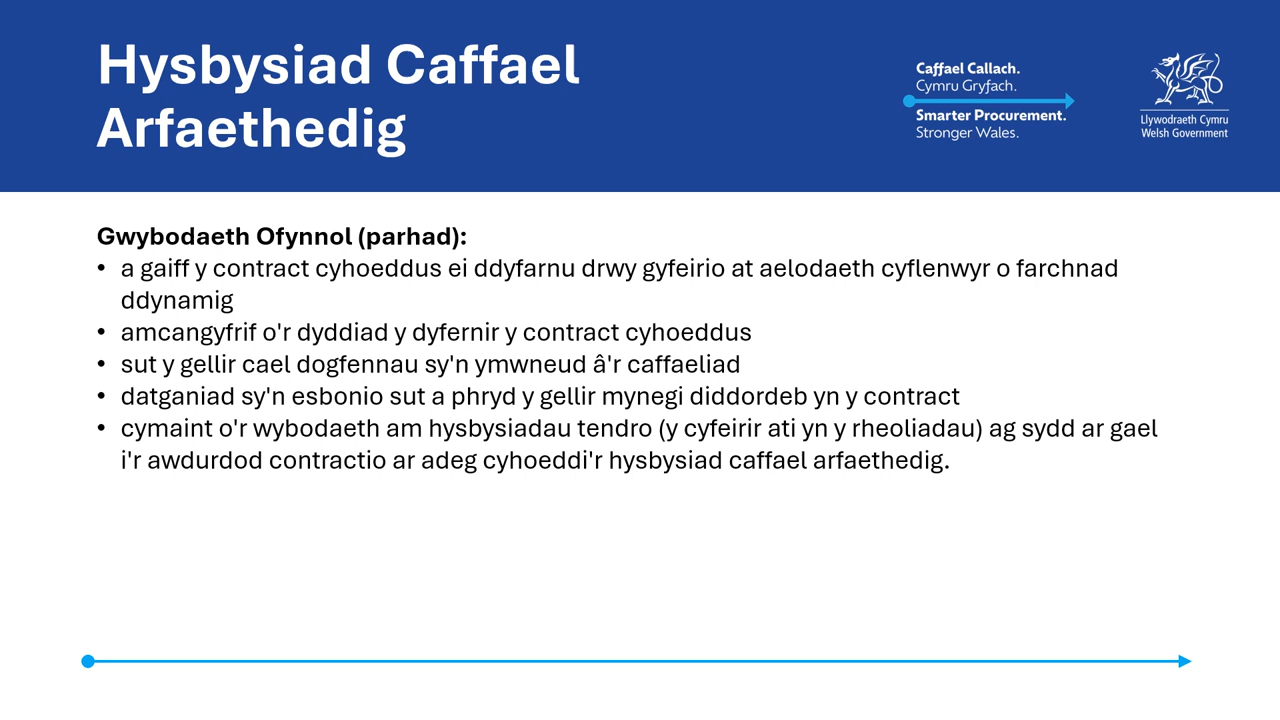 Hysbysiad Caffael
Arfaethedig
Caffael Callach.
Cymru Gryfach.
Smarter Procurement.
Stronger Wales.
Llywodraeth Cymru
Welsh Government
Gwybodaeth Ofynnol (parhad):
• a gaiff y contract cyhoeddus ei ddyfarnu drwy gyfeirio at aelodaeth cyflenwyr o farchnad
ddynamig
• amcangyfrif o'r dyddiad y dyfernir y contract cyhoeddus
• sut y gellir cael dogfennau sy'n ymwneud â'r caffaeliad
• datganiad sy'n esbonio sut a phryd y gellir mynegi diddordeb yn y contract
• cymaint o'r wybodaeth am hysbysiadau tendro (y cyfeirir ati yn y rheoliadau) ag sydd ar gael
i'r awdurdod contractio ar adeg cyhoeddi'r hysbysiad caffael arfaethedig.